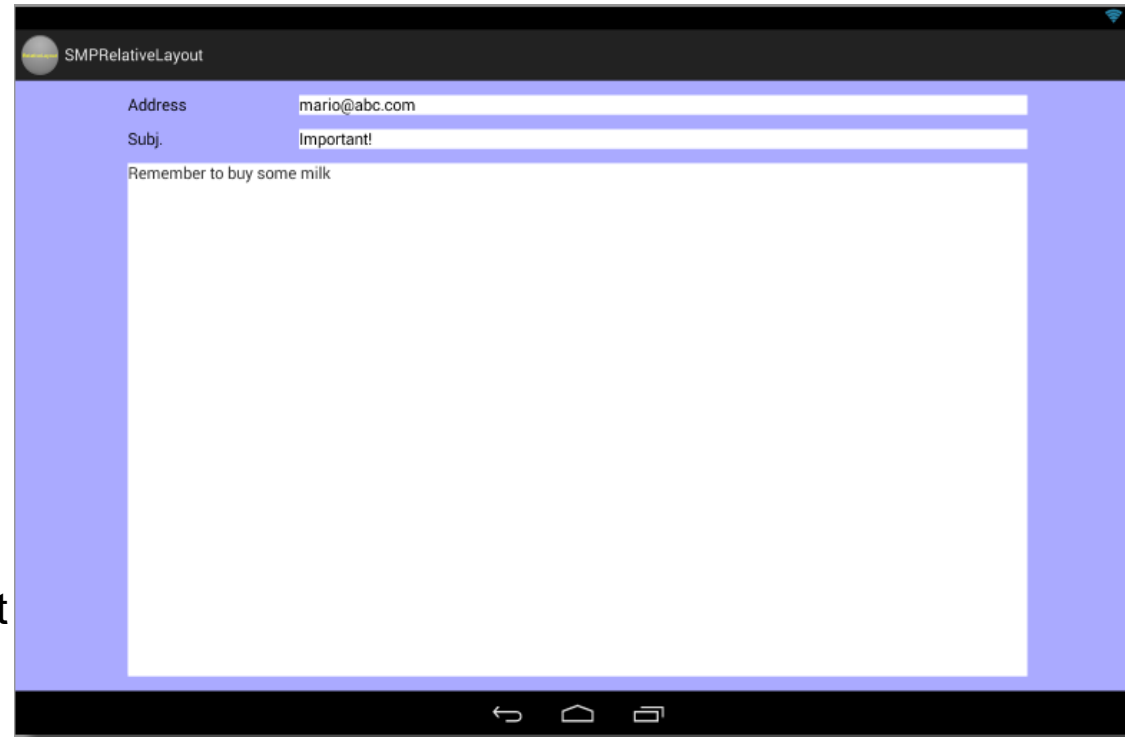 SMPRelativeLayout
Address mario@abc.com
Subj. Important!
Remember to buy some milk
t